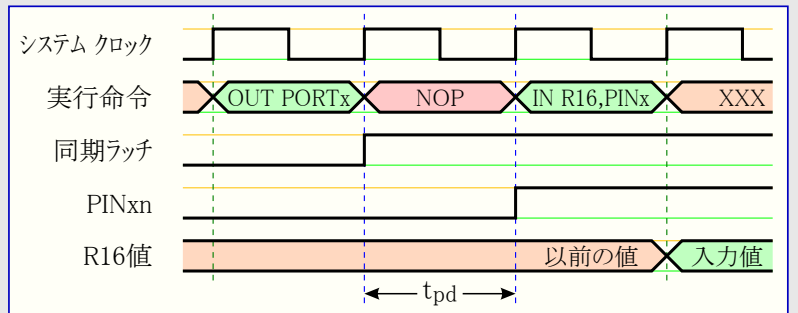 システム クロック
実行命令 OUT PORTx NOP IN R16,PINx XXX
同期ラッチ
PINxn
R16値 以前の値 入力値
tpd